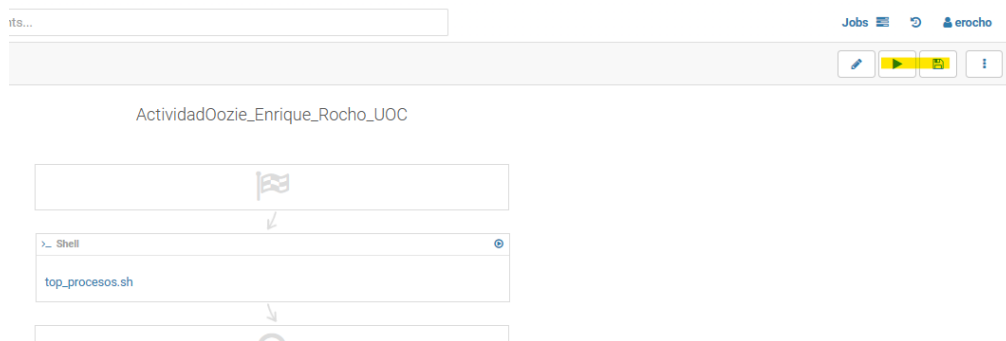 nts...
Jobs
erocho
ActividadOozie_Enrique_Rocho_UOC
>_ Shell
top_procesos.sh